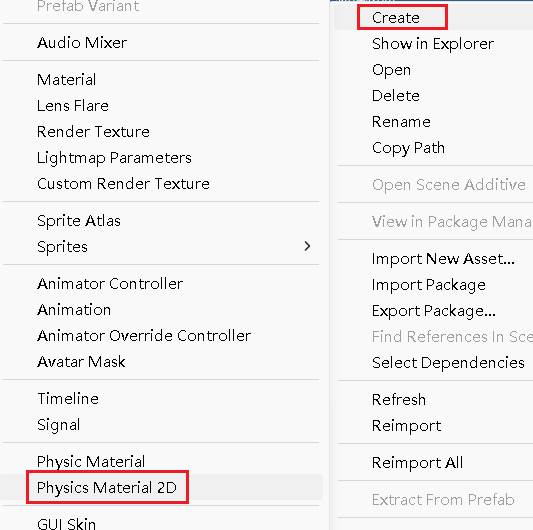 Prefab Variant
Audio Mixer
Material
Lens Flare
Render Texture
Lightmap Parameters
Custom Render Texture
Sprite Atlas
Sprites
Animator Controller
Animation
Animator Override Controller
Avatar Mask
Timeline
Signal
Physic Material
Physics Material 2D
GUI Skin
Create
Show in Explorer
Open
Delete
Rename
Copy Path
Open Scene Additive
View in Package Mana
Import New Asset...
Import Package
Export Package...
Find References In Sce
Select Dependencies
Refresh
Reimport
Reimport All
Extract From Prefab